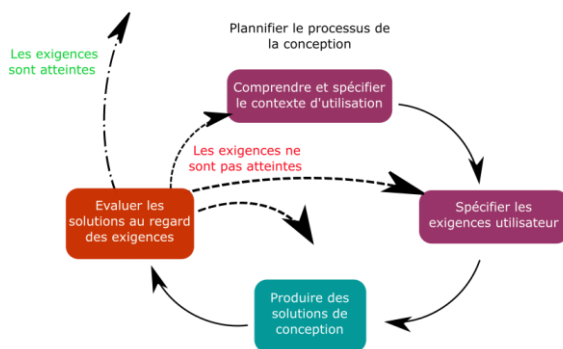 Plannifier le processus de
la conception
Les exigences
sont atteintes
Comprendre et spécifier
le contexte d'utilisation
Les exigences ne
sont pas atteintes
Evaluer les
solutions au regard
des exigences
Spécifier les
exigences utilisateur
Produire des
solutions de
conception